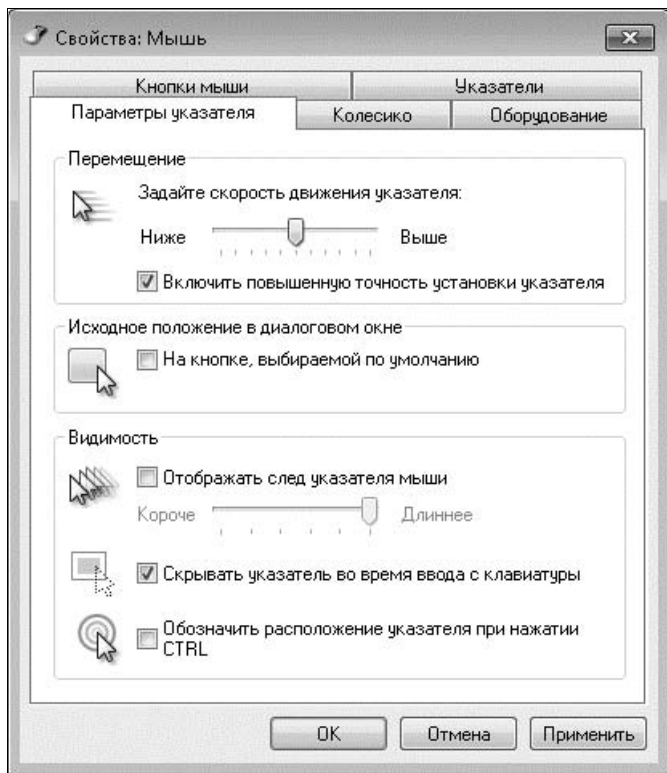 Свойства: Мышь
Кнопки мыши Указатели
Параметры указателя Колесико Оборудование
Перемещение
Задайте скорость движения указателя:
Ниже Выше
Включить повышенную точность установки указателя
Исходное положение в диалоговом окне
На кнопке, выбираемой по умолчанию
Видимость
Отображать след указателя мыши
Короче Длиннее
Скрывать указатель во время ввода с клавиатуры
Обозначить расположение указателя при нажатии
CTRL
OK Отмена Применить